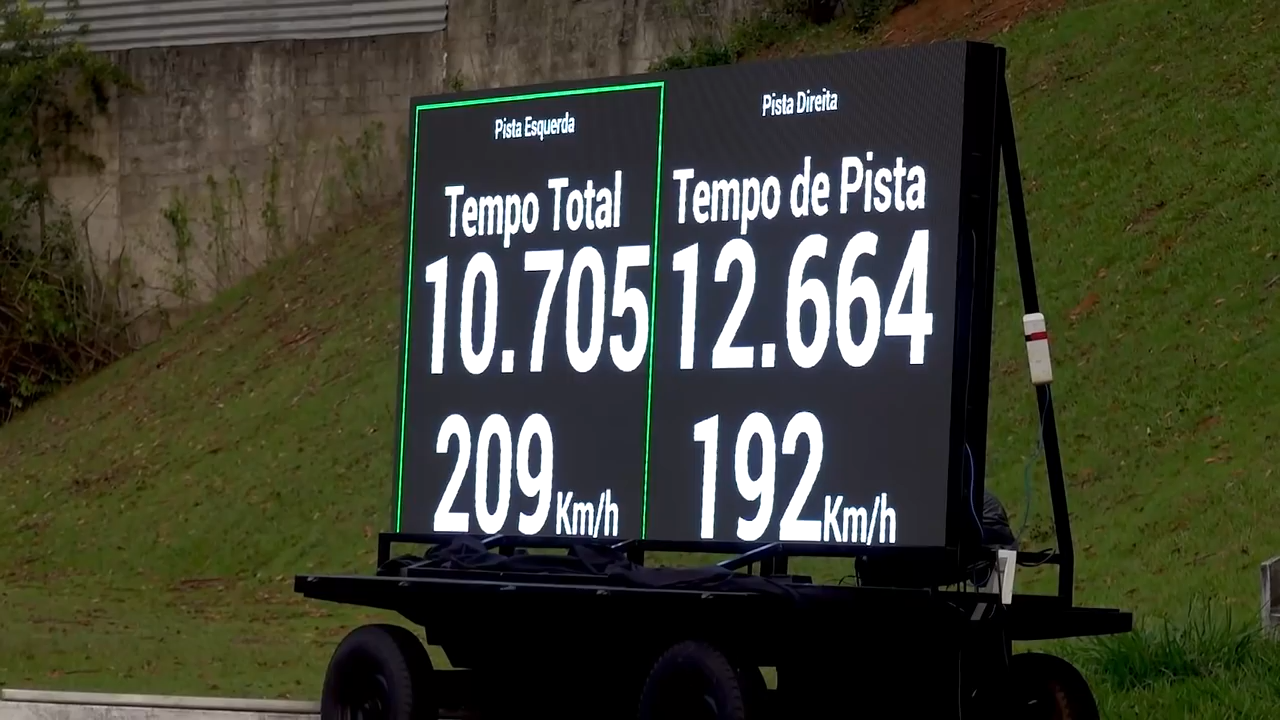 Pista Esquerda
Tempo Total
10.705
209 Km/h
Pista Direita
Tempo de Pista
12.664
192 Km/h